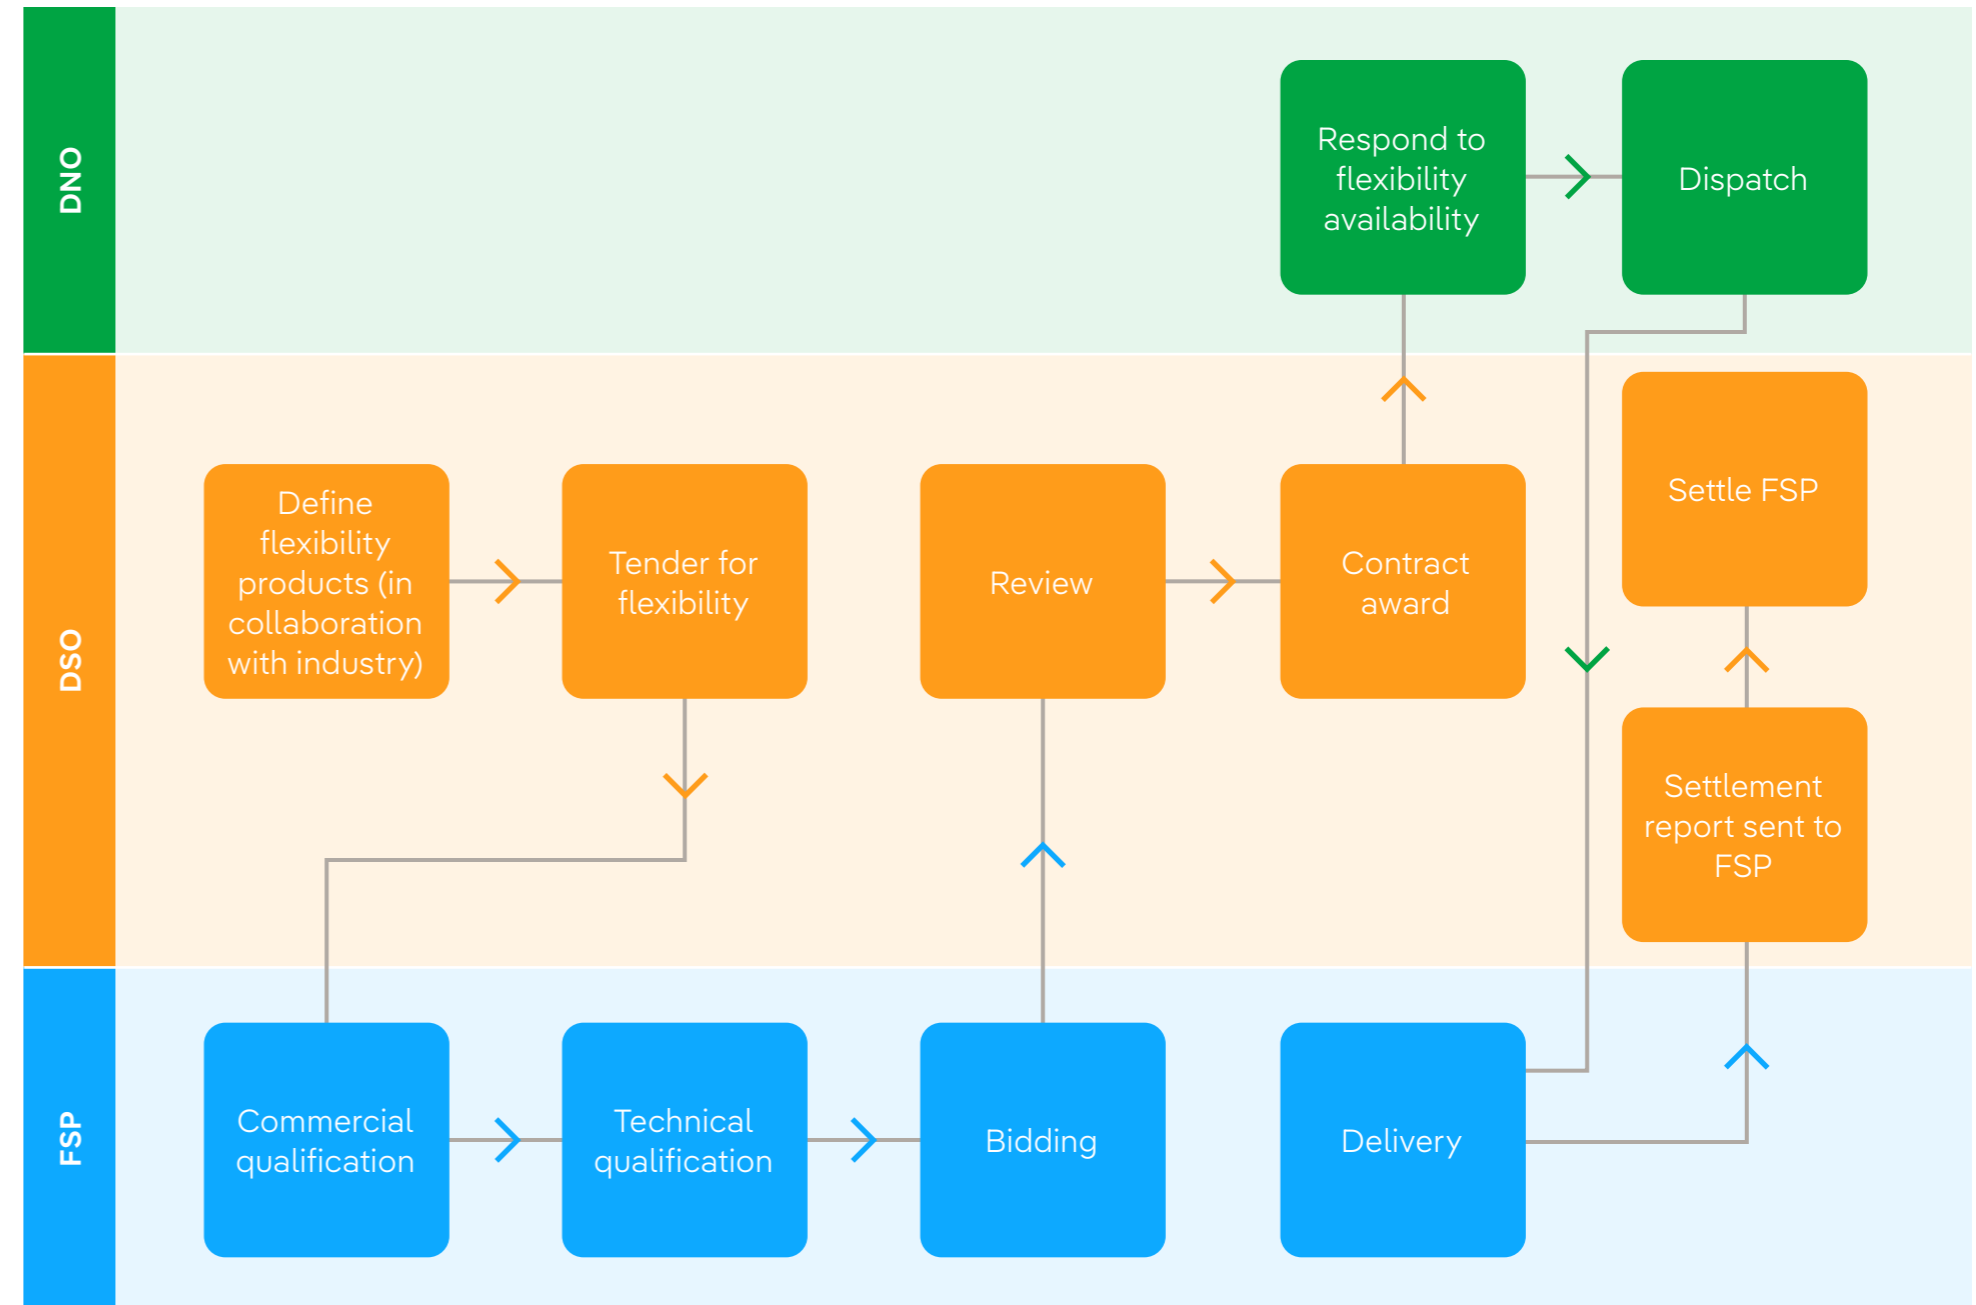 DNO
Respond to
flexibility
availability
Dispatch
DSO
Define
flexibility
products (in
collaboration
with industry)
Tender for
flexibility
Review
Contract
award
Settle FSP
Settlement
report sent to
FSP
FSP
Commercial
qualification
Technical
qualification
Bidding
Delivery